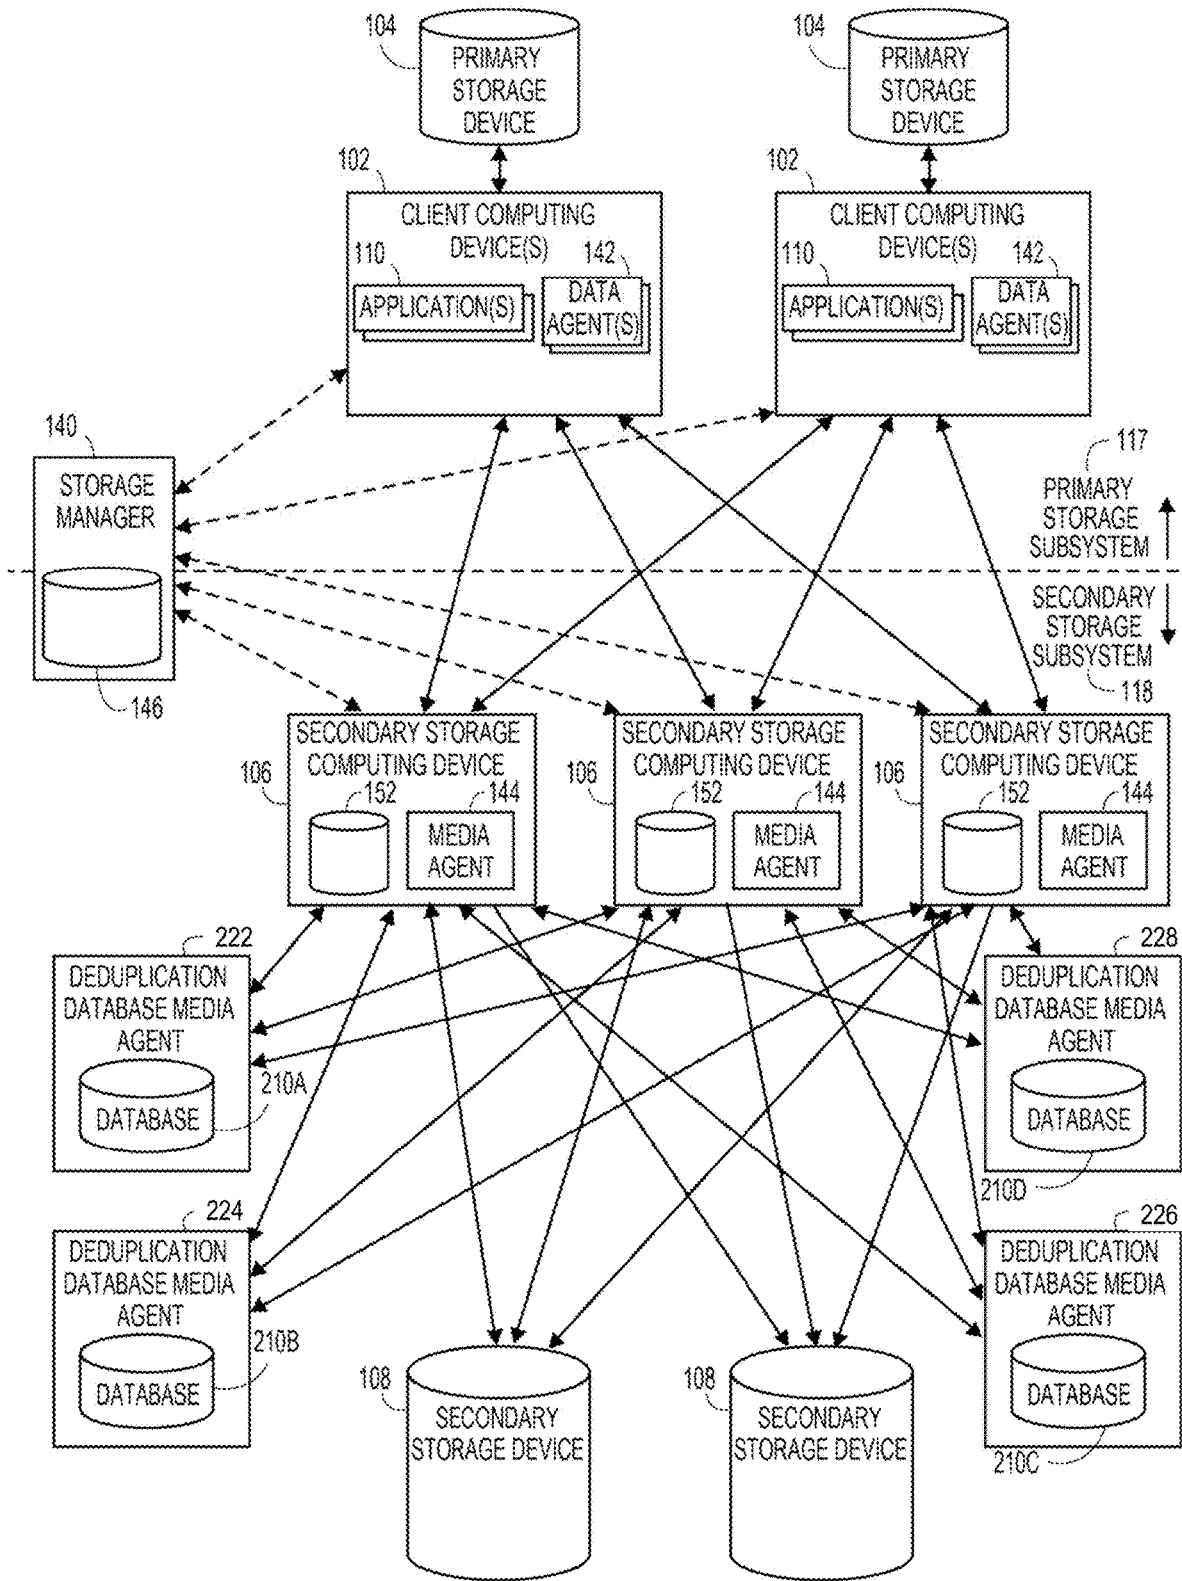 104
PRIMARY
STORAGE
DEVICE
104
PRIMARY
STORAGE
DEVICE
102
CLIENT COMPUTING
DEVICE(S)
110
APPLICATION(S)
142
DATA
AGENT(S)
102
CLIENT COMPUTING
DEVICE(S)
110
APPLICATION(S)
142
DATA
AGENT(S)
140
STORAGE
MANAGER
146
117
PRIMARY
STORAGE
SUBSYSTEM
SECONDARY
STORAGE
SUBSYSTEM
118
SECONDARY STORAGE
COMPUTING DEVICE
106
152
144
MEDIA
AGENT
SECONDARY STORAGE
COMPUTING DEVICE
106
152
144
MEDIA
AGENT
SECONDARY STORAGE
COMPUTING DEVICE
106
152
144
MEDIA
AGENT
222
DEDUPLICATION
DATABASE MEDIA
AGENT
210A
DATABASE
228
DEDUPLICATION
DATABASE MEDIA
AGENT
DATABASE
210D
224
DEDUPLICATION
DATABASE MEDIA
AGENT
210B
DATABASE
226
DEDUPLICATION
DATABASE MEDIA
AGENT
DATABASE
210C
108
SECONDARY
STORAGE DEVICE
108
SECONDARY
STORAGE DEVICE